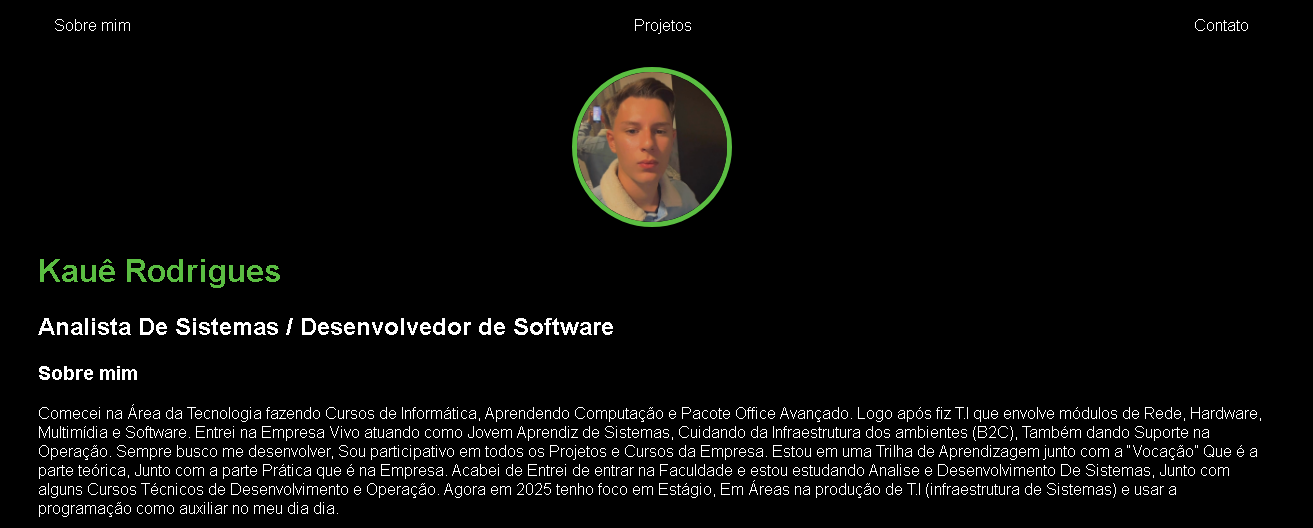 Sobre mim
Projetos
Contato
Kauê Rodrigues
Analista De Sistemas / Desenvolvedor de Software
Sobre mim
Comecei na Área da Tecnologia fazendo Cursos de Informática, Aprendendo Computação e Pacote Office Avançado. Logo após fiz T.I que envolve módulos de Rede, Hardware,
Multimídia e Software. Entrei na Empresa Vivo atuando como Jovem Aprendiz de Sistemas, Cuidando da Infraestrutura dos ambientes (B2C), Também dando Suporte na
Operação. Sempre busco me desenvolver, Sou participativo em todos os Projetos e Cursos da Empresa. Estou em uma Trilha de Aprendizagem junto com a “Vocação” Que é a
parte teórica, Junto com a parte Prática que é na Empresa. Acabei de Entrei de entrar na Faculdade e estou estudando Analise e Desenvolvimento De Sistemas, Junto com
alguns Cursos Técnicos de Desenvolvimento e Operação. Agora em 2025 tenho foco em Estágio, Em Áreas na produção de T.I (infraestrutura de Sistemas) e usar a
programação como auxiliar no meu dia dia.